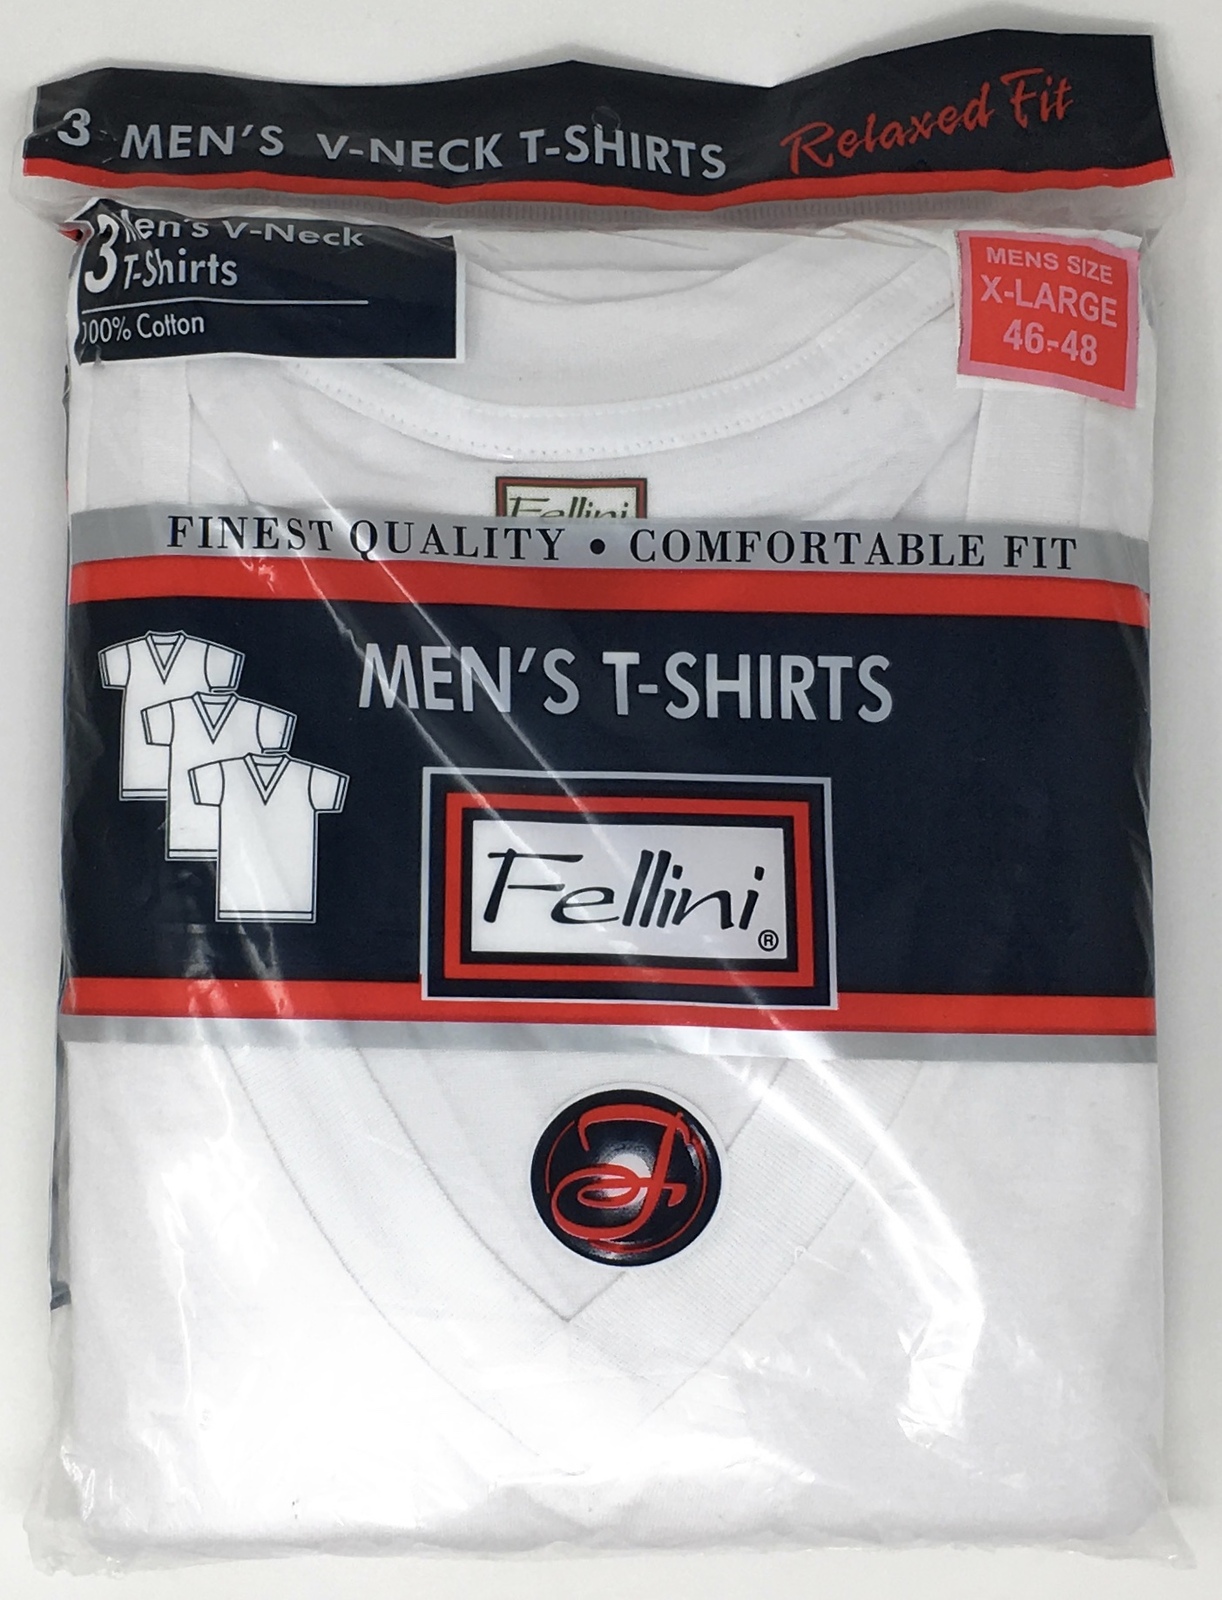 3 MEN'S V-NECK T-SHIRTS Relaxed Fit
3 Men's V-Neck
T-Shirts
100% Cotton
MENS SIZE
X-LARGE
46-48
Fellini
FINEST QUALITY • COMFORTABLE FIT
MEN'S T-SHIRTS
Fellini®
F